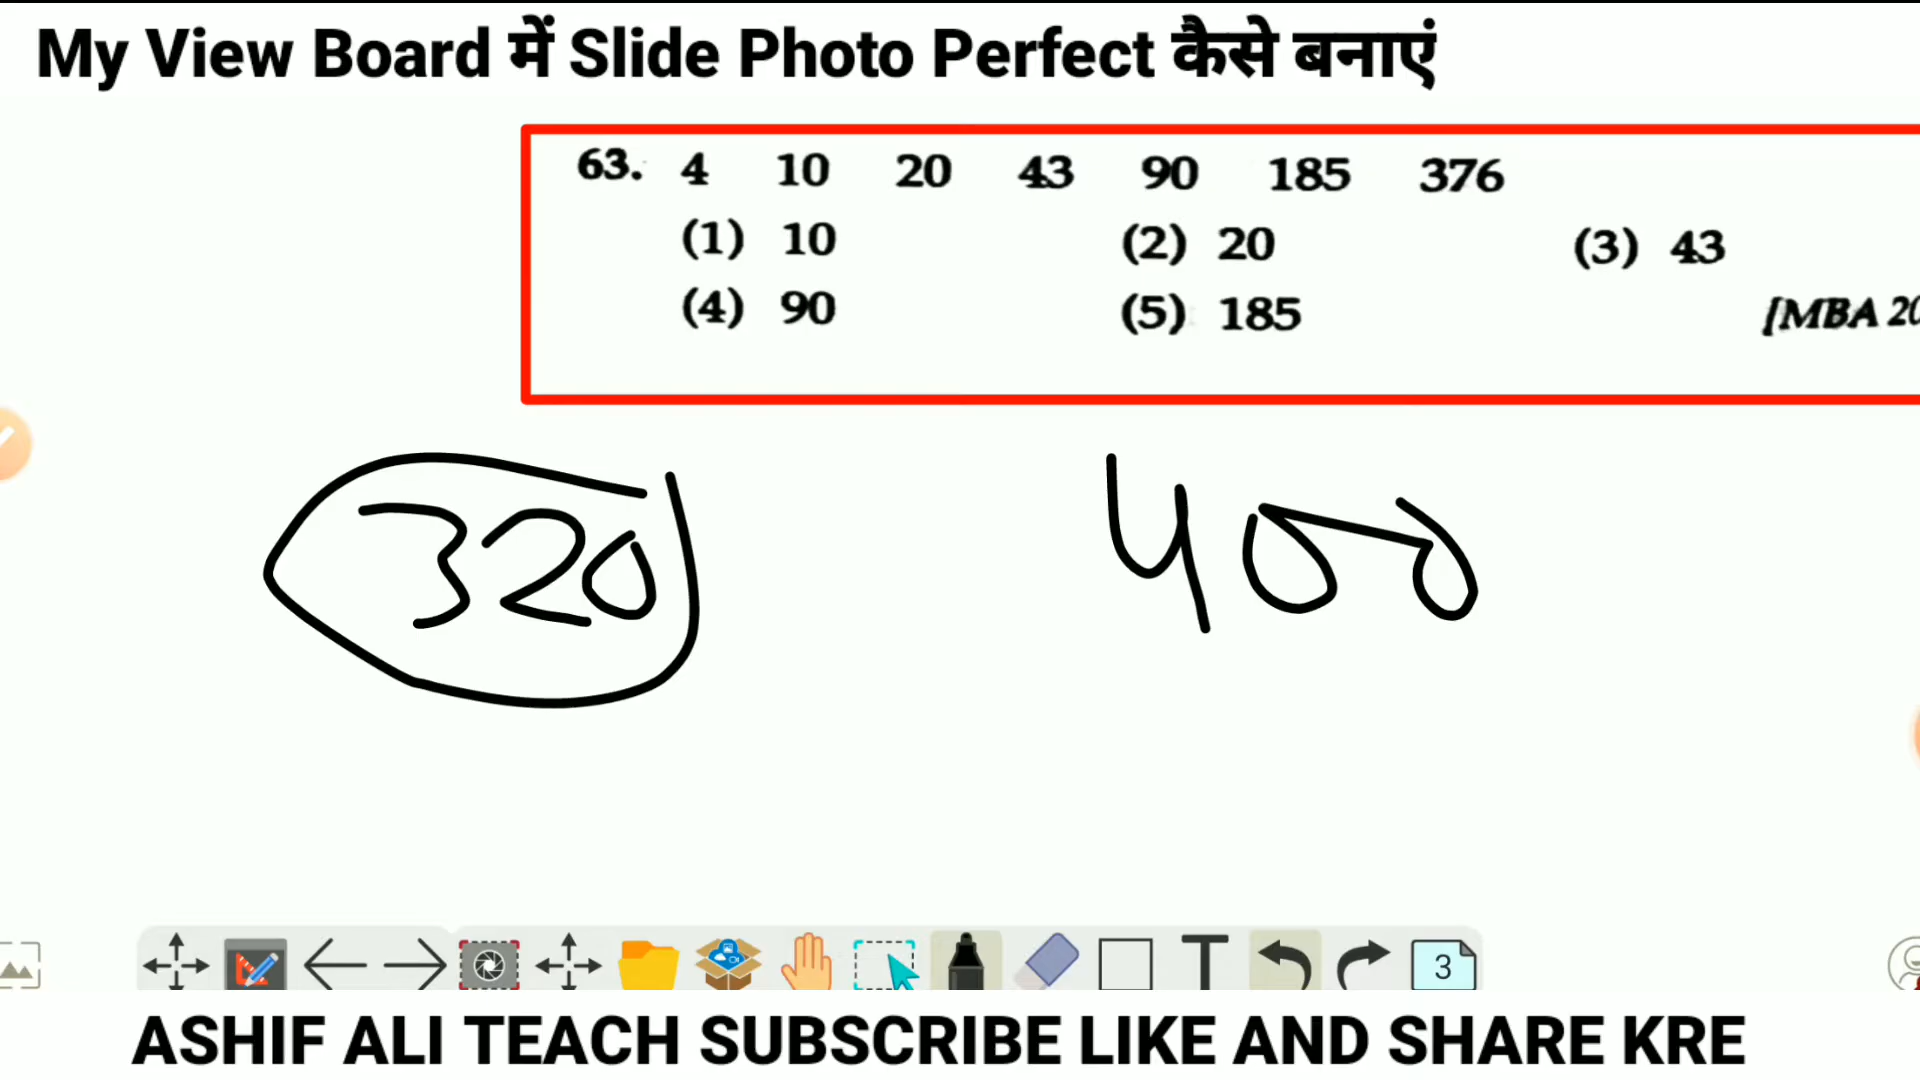 My View Board में Slide Photo Perfect कैसे बनाएं
63. 4 10 20 43 90 185 376
(1) 10 (2) 20 (3) 43
(4) 90 (5) 185 [MBA 20
320 400
3
ASHIF ALI TEACH SUBSCRIBE LIKE AND SHARE KRE